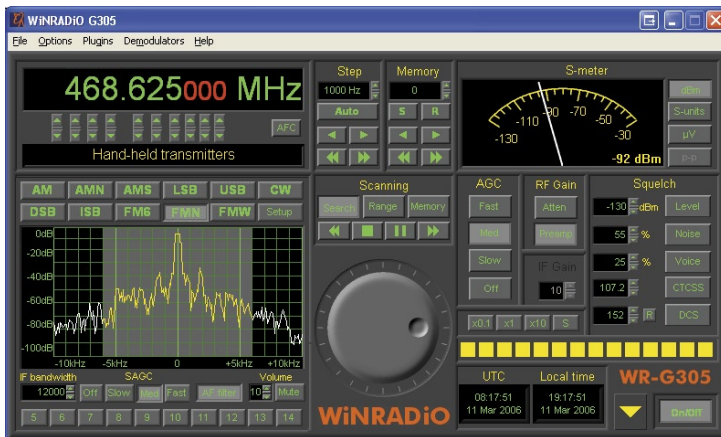 WiNRADiO G305
File Options Plugins Demodulators Help
468.625000 MHz
AFC
Hand-held transmitters
Step Memory
1000 Hz 0
Auto S R
S-meter
-130 -110 -90 -70 -50 -30
-92 dBm
dBm
S-units
µV
p-p
AM AMN AMS LSB USB CW
DSB ISB FM6 FMN FMW Setup
0dB
-20dB
-40dB
-60dB
-80dB
-100dB
-10kHz -5kHz 0 +5kHz +10kHz
IF bandwidth SAGC Volume
12000 Off Slow Med Fast AF filter 10 Mute
5 6 7 8 9 10 11 12 13 14
Scanning
Search Range Memory
WiNRADiO
AGC
Fast
Med
Slow
Off
RF Gain
Atten
Preamp
IF Gain
10
x0.1 x1 x10 S
Squelch
-130 dBm Level
55 % Noise
25 % Voice
107.2 CTCSS
152 R DCS
UTC Local time
08:17:51 19:17:51
11 Mar 2006 11 Mar 2006
WR-G305
On/Off